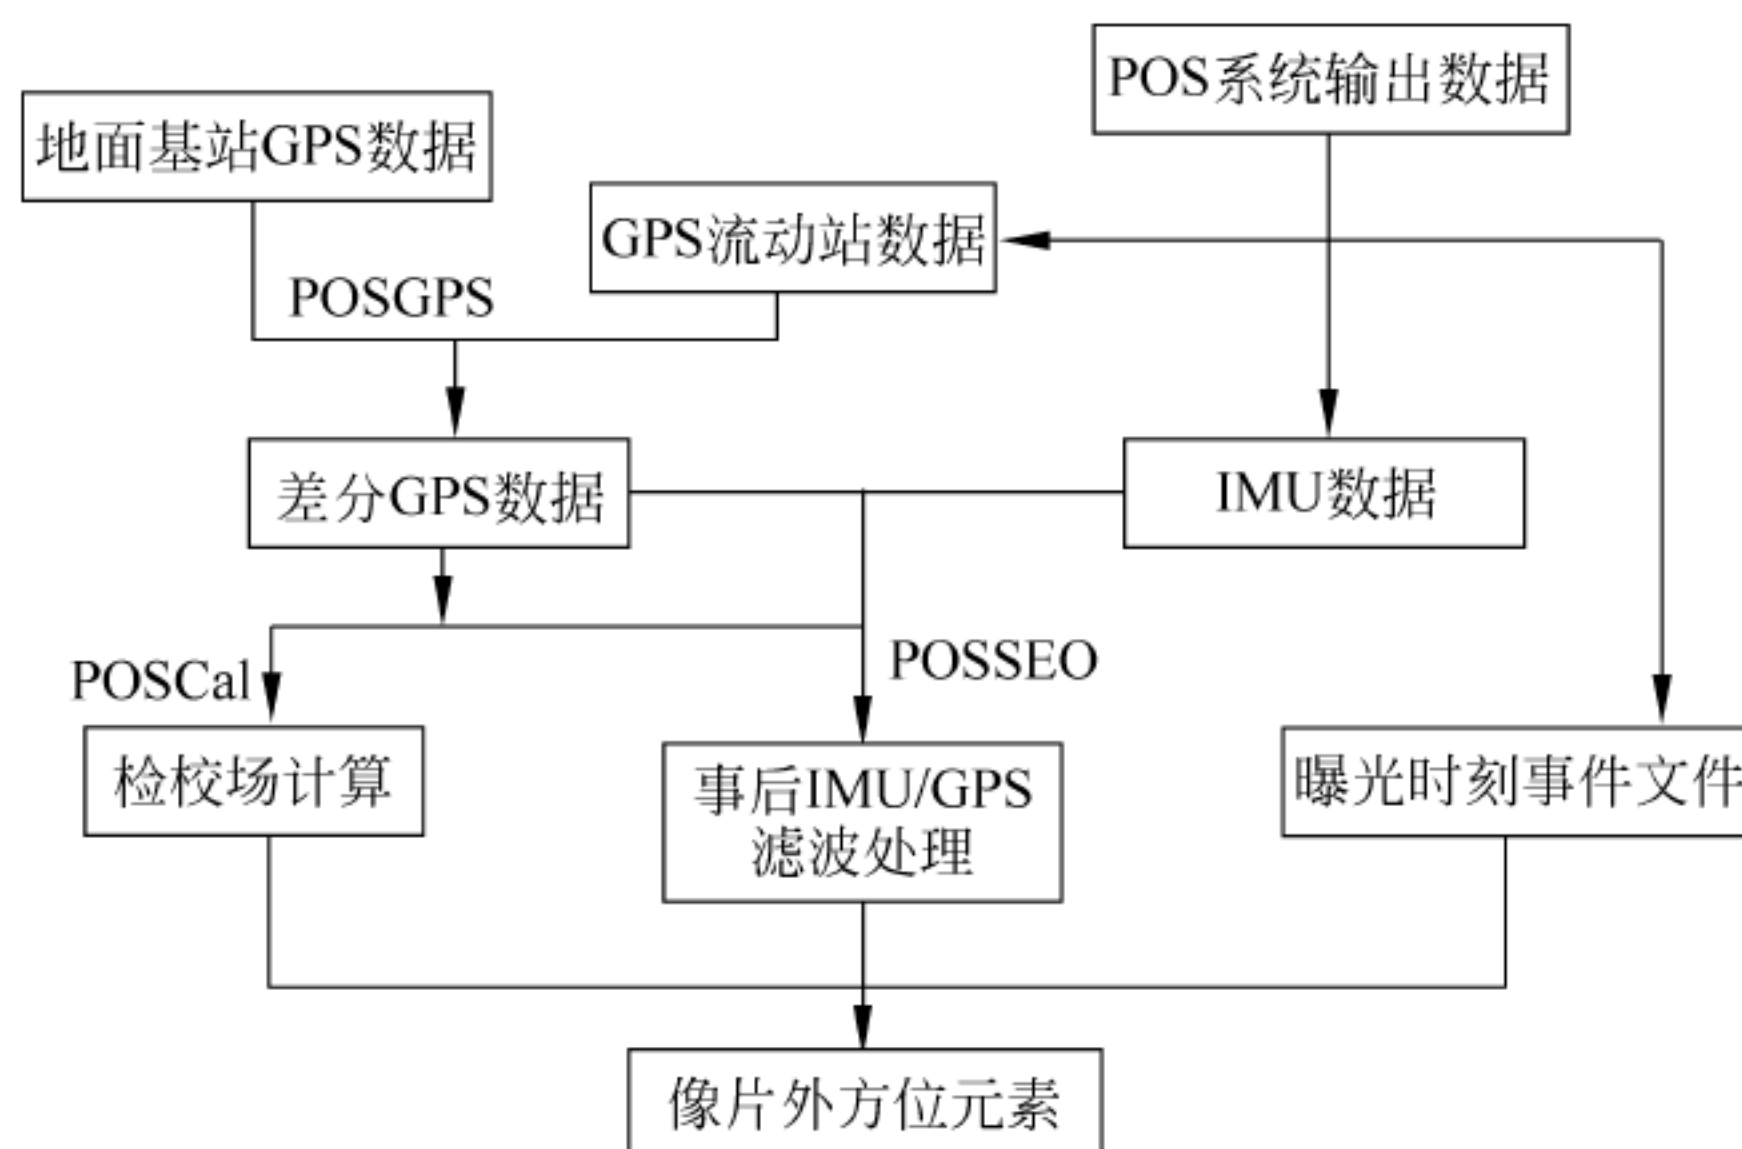 POS系统输出数据
地面基站GPS数据
GPS流动站数据
POSGPS
差分GPS数据
IMU数据
POSCal
POSSEO
检校场计算
事后IMU/GPS
滤波处理
曝光时刻事件文件
像片外方位元素